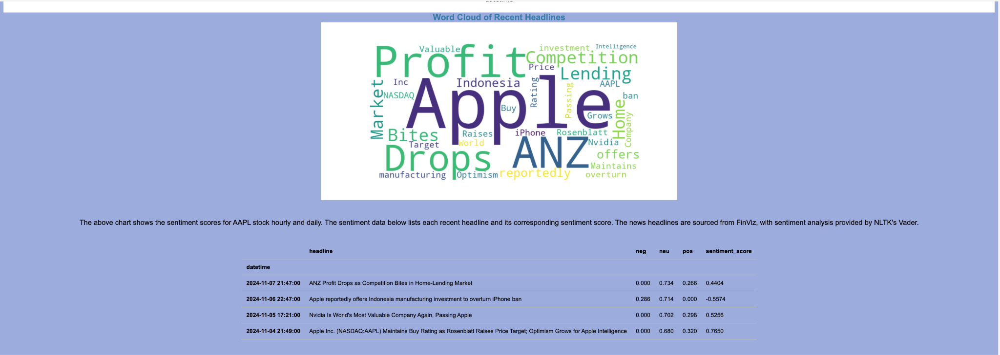 Word Cloud of Recent Headlines
Valuable
investment
Intelligence
Profit
Competition
Price
Lending
Inc
Indonesia
Rating
AAPL
Market
NASDAQ
Apple
Passing
ban
Buy
Grows
Home
Company
Bites
Raises
iPhone
Rosenblatt
Target
World
Nvidia
Drops
ANZ
offers
Maintains
manufacturing
Optimism
reportedly
overturn
The above chart shows the sentiment scores for AAPL stock hourly and daily. The sentiment data below lists each recent headline and its corresponding sentiment score. The news headlines are sourced from FinViz, with sentiment analysis provided by NLTK's Vader.
headline neg neu pos sentiment_score
datetime
2024-11-07 21:47:00 ANZ Profit Drops as Competition Bites in Home-Lending Market 0.000 0.734 0.266 0.4404
2024-11-06 22:47:00 Apple reportedly offers Indonesia manufacturing investment to overturn iPhone ban 0.286 0.714 0.000 -0.5574
2024-11-05 17:21:00 Nvidia Is World's Most Valuable Company Again, Passing Apple 0.000 0.702 0.298 0.5256
2024-11-04 21:49:00 Apple Inc. (NASDAQ:AAPL) Maintains Buy Rating as Rosenblatt Raises Price Target; Optimism Grows for Apple Intelligence 0.000 0.680 0.320 0.7650